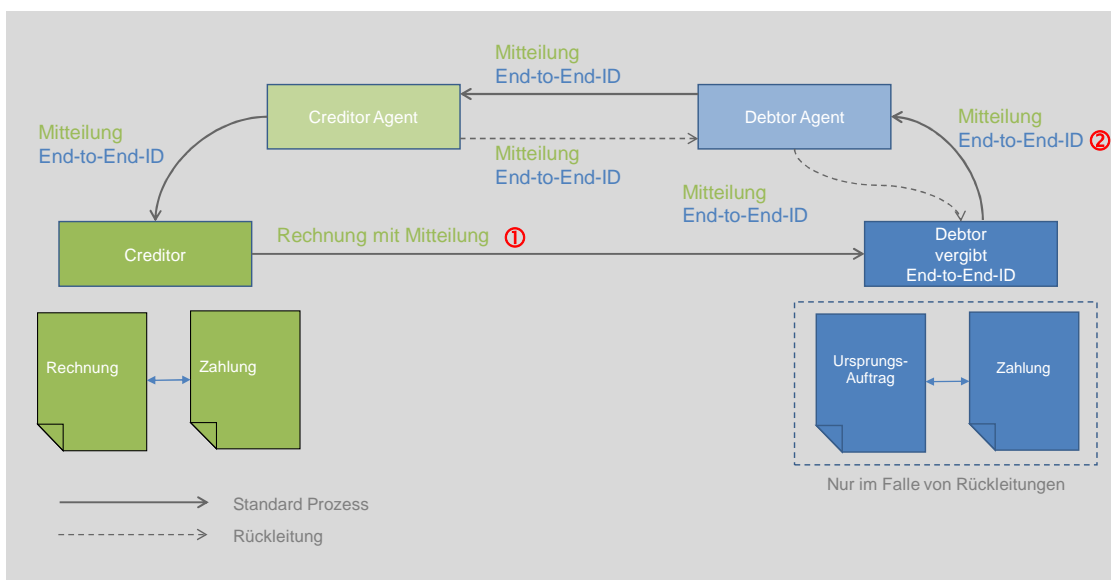 Mitteilung
End-to-End-ID
Creditor Agent
Debtor Agent
Mitteilung
End-to-End-ID ②
Mitteilung
End-to-End-ID
Mitteilung
End-to-End-ID
Mitteilung
End-to-End-ID
Rechnung mit Mitteilung ①
Creditor
Debtor
vergibt
End-to-End-ID
Rechnung
Zahlung
Ursprungs-
Auftrag
Zahlung
Nur im Falle von Rückleitungen
Standard Prozess
Rückleitung